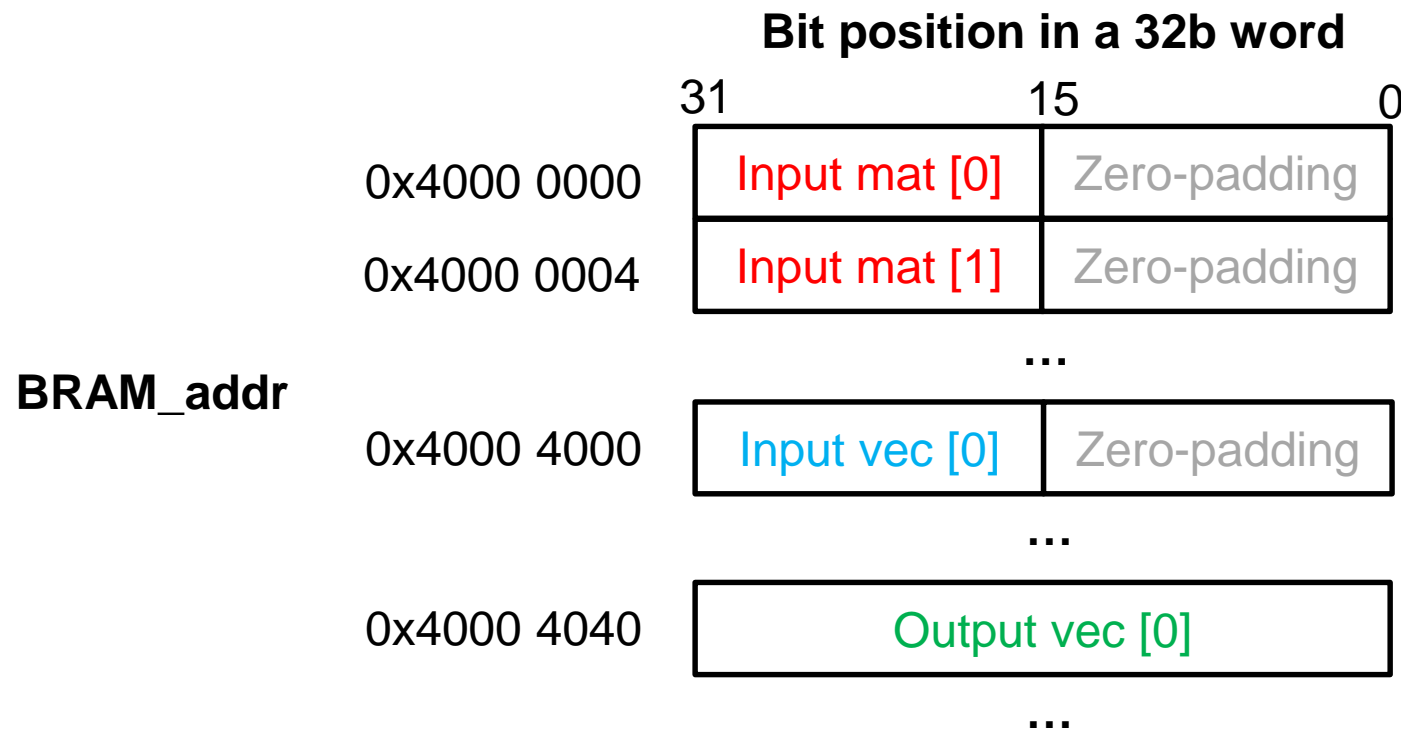 Bit position in a 32b word
31 15 0
0x4000 0000 Input mat [0] Zero-padding
0x4000 0004 Input mat [1] Zero-padding
...
BRAM_addr
0x4000 4000 Input vec [0] Zero-padding
...
0x4000 4040 Output vec [0]
...